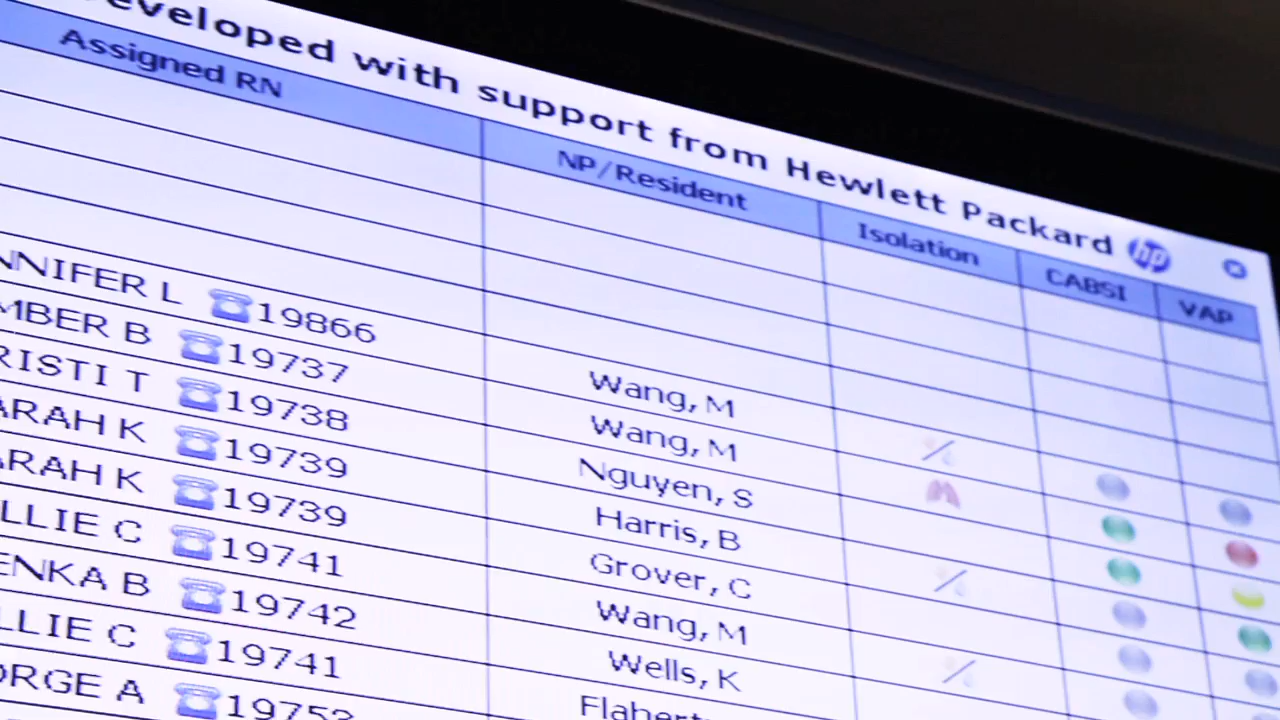 eveloped with support from Hewlett Packard hp
Assigned RN NP/Resident Isolation CABSI VAP
NNIFER L 19866 Wang, M
MBER B 19737 Wang, M
RISTI T 19738 Nguyen, S
ARAH K 19739 Harris, B
ARAH K 19739 Grover, C
LLIE C 19741 Wang, M
ENKA B 19742 Wells, K
LLIE C 19741 Flahert
ORGE A